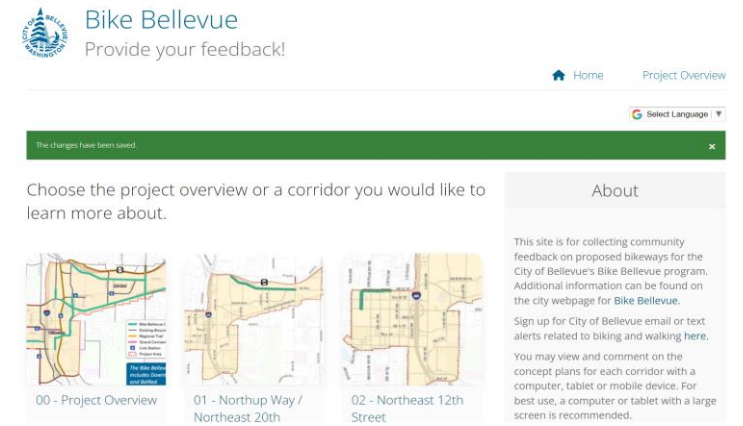 CITY OF BELLEVUE
WASHINGTON
Bike Bellevue
Provide your feedback!
Home
Project Overview
Select Language
The changes have been saved.
Choose the project overview or a corridor you would like to
learn more about.
00 - Project Overview
01 - Northup Way /
Northeast 20th
02 - Northeast 12th
Street
About
This site is for collecting community
feedback on proposed bikeways for the
City of Bellevue's Bike Bellevue program.
Additional information can be found on
the city webpage for Bike Bellevue.
Sign up for City of Bellevue email or text
alerts related to biking and walking here.
You may view and comment on the
concept plans for each corridor with a
computer, tablet or mobile device. For
best use, a computer or tablet with a large
screen is recommended.